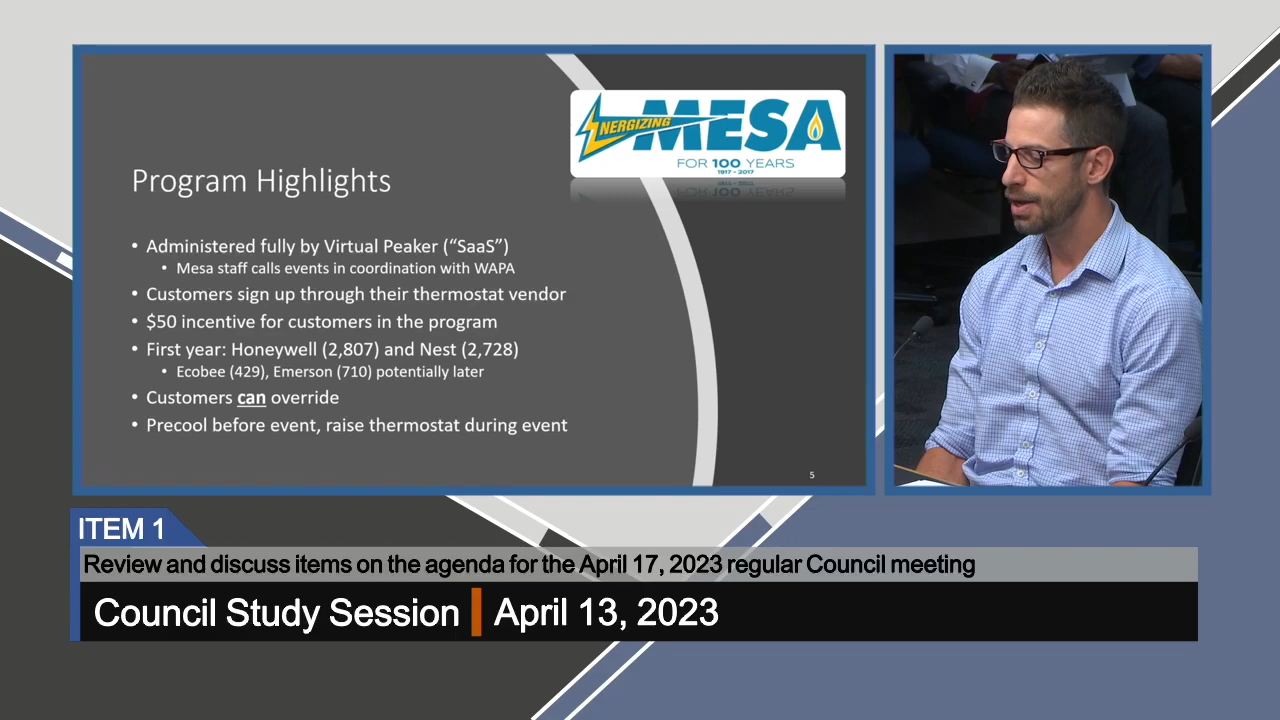 ENERGIZING MESA
FOR 100 YEARS
1917 - 2017
Program Highlights
• Administered fully by Virtual Peaker (“SaaS”)
• Mesa staff calls events in coordination with WAPA
• Customers sign up through their thermostat vendor
• $50 incentive for customers in the program
• First year: Honeywell (2,807) and Nest (2,728)
• Ecobee (429), Emerson (710) potentially later
• Customers can override
• Precool before event, raise thermostat during event
5
ITEM 1
Review and discuss items on the agenda for the April 17, 2023 regular Council meeting
Council Study Session April 13, 2023